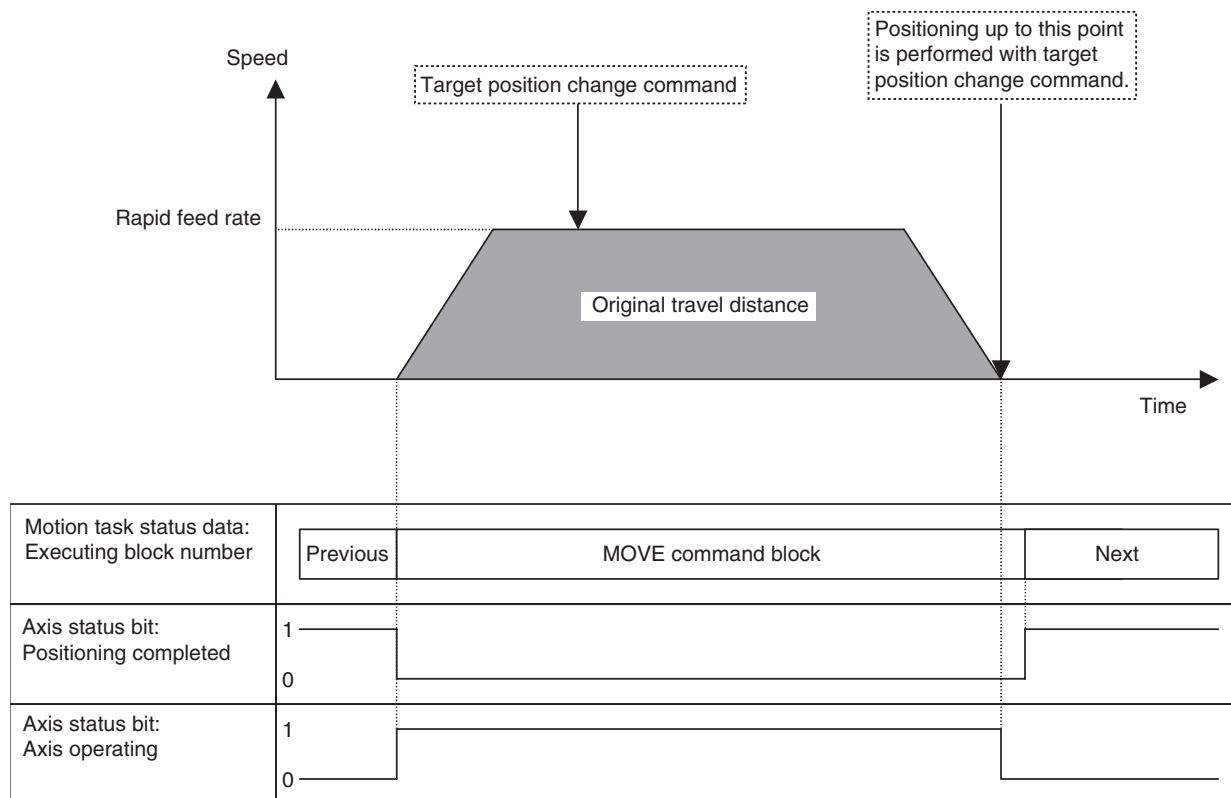 Positioning up to this point
is performed with target
position change command.
Speed
Target position change command
Rapid feed rate
Original travel distance
Time
Motion task status data:
Executing block number
Previous
MOVE command block
Next
Axis status bit:
Positioning completed
1
0
Axis status bit:
Axis operating
1
0